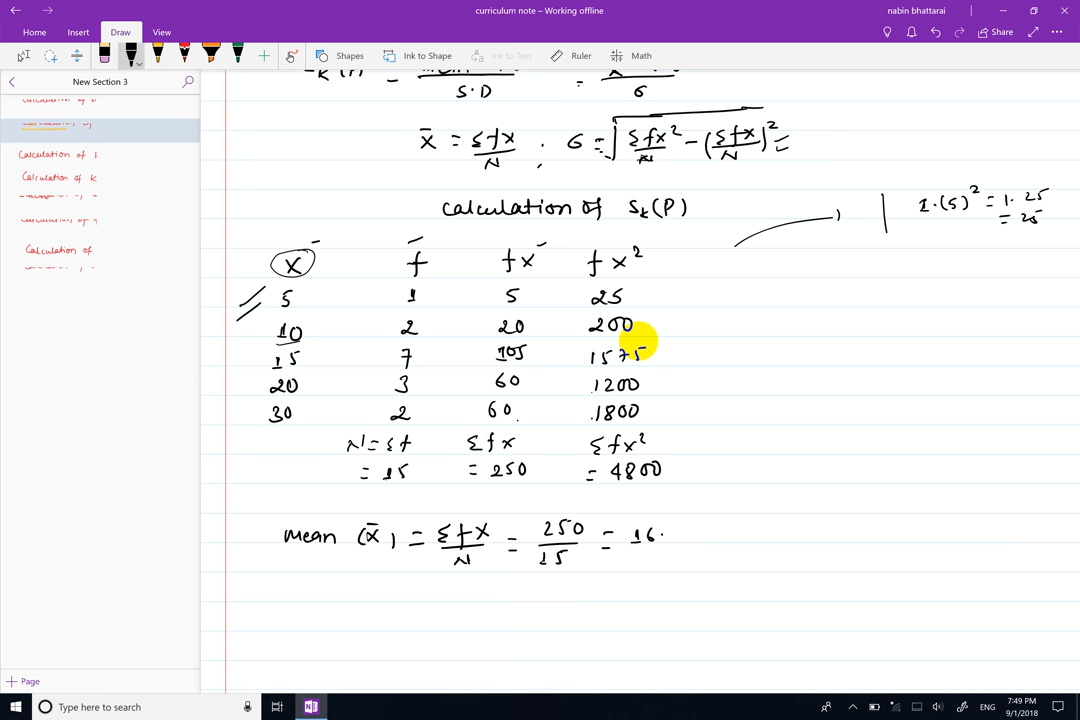 curriculum note – Working offline
nabin bhattarai
Home Insert Draw View
Share
Shapes Ink to Shape Ink to Text Ruler Math
New Section 3
Calculation of
Calculation of 1
Calculation of k
Calculation of
Page
S.D = σ
x̄ = Σfx/N ; σ = √(Σfx²/N − (Σfx/N)²) =
calculation of Sk(P)
1·(5)² = 1·25
= 25
x f fx fx²
5 1 5 25
10 2 20 200
15 7 105 1575
20 3 60 1200
30 2 60 1800
N = Σf Σfx Σfx²
= 15 = 250 = 4800
mean (x̄) = ΣfX/N = 250/15 = 16.
Type here to search
ENG
7:49 PM
9/1/2018